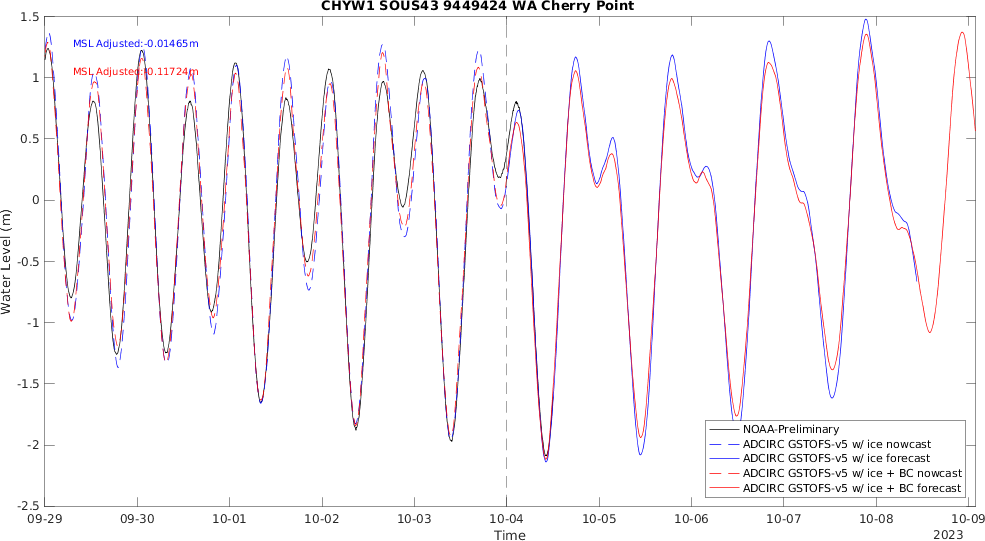 CHYW1 SOUS43 9449424 WA Cherry Point
MSL Adjusted:-0.01465m
MSL Adjusted:-0.11724m
1.5
1
0.5
0
-0.5
-1
-1.5
-2
-2.5
Water Level (m)
NOAA-Preliminary
ADCIRC GSTOFS-v5 w/ ice nowcast
ADCIRC GSTOFS-v5 w/ ice forecast
ADCIRC GSTOFS-v5 w/ ice + BC nowcast
ADCIRC GSTOFS-v5 w/ ice + BC forecast
09-29 09-30 10-01 10-02 10-03 10-04 10-05 10-06 10-07 10-08 10-09
Time
2023